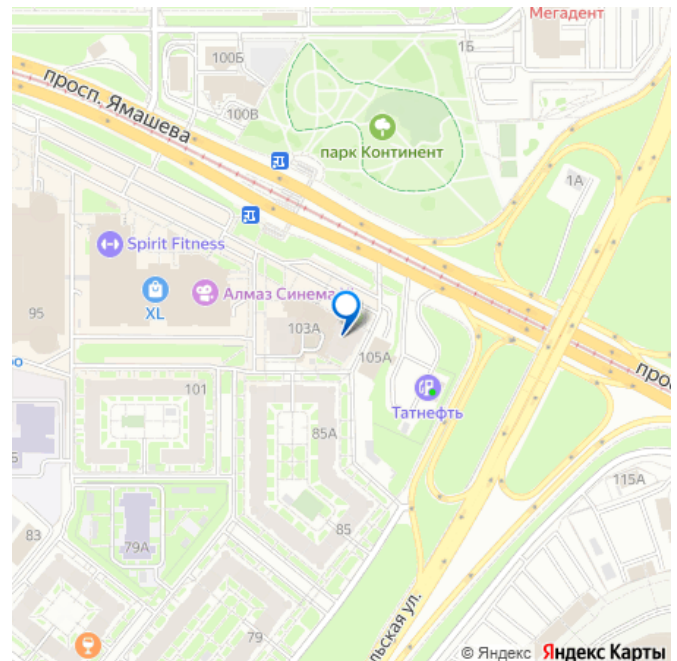 Мегадент
100Б
1Б
просп. Ямашева
100В
парк Континент
1А
Spirit Fitness
Алмаз Синема
XL
95
103А
105А
ро
101
Татнефть
прос
85А
Б
115А
85
83
79А
льская ул.
79
© Яндекс Яндекс Карты